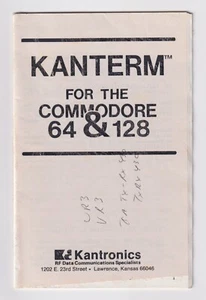 KANTERM™
FOR THE
COMMODORE
64 & 128
Kantronics
RF Data Communications Specialists
1202 E. 23rd Street • Lawrence, Kansas 66046